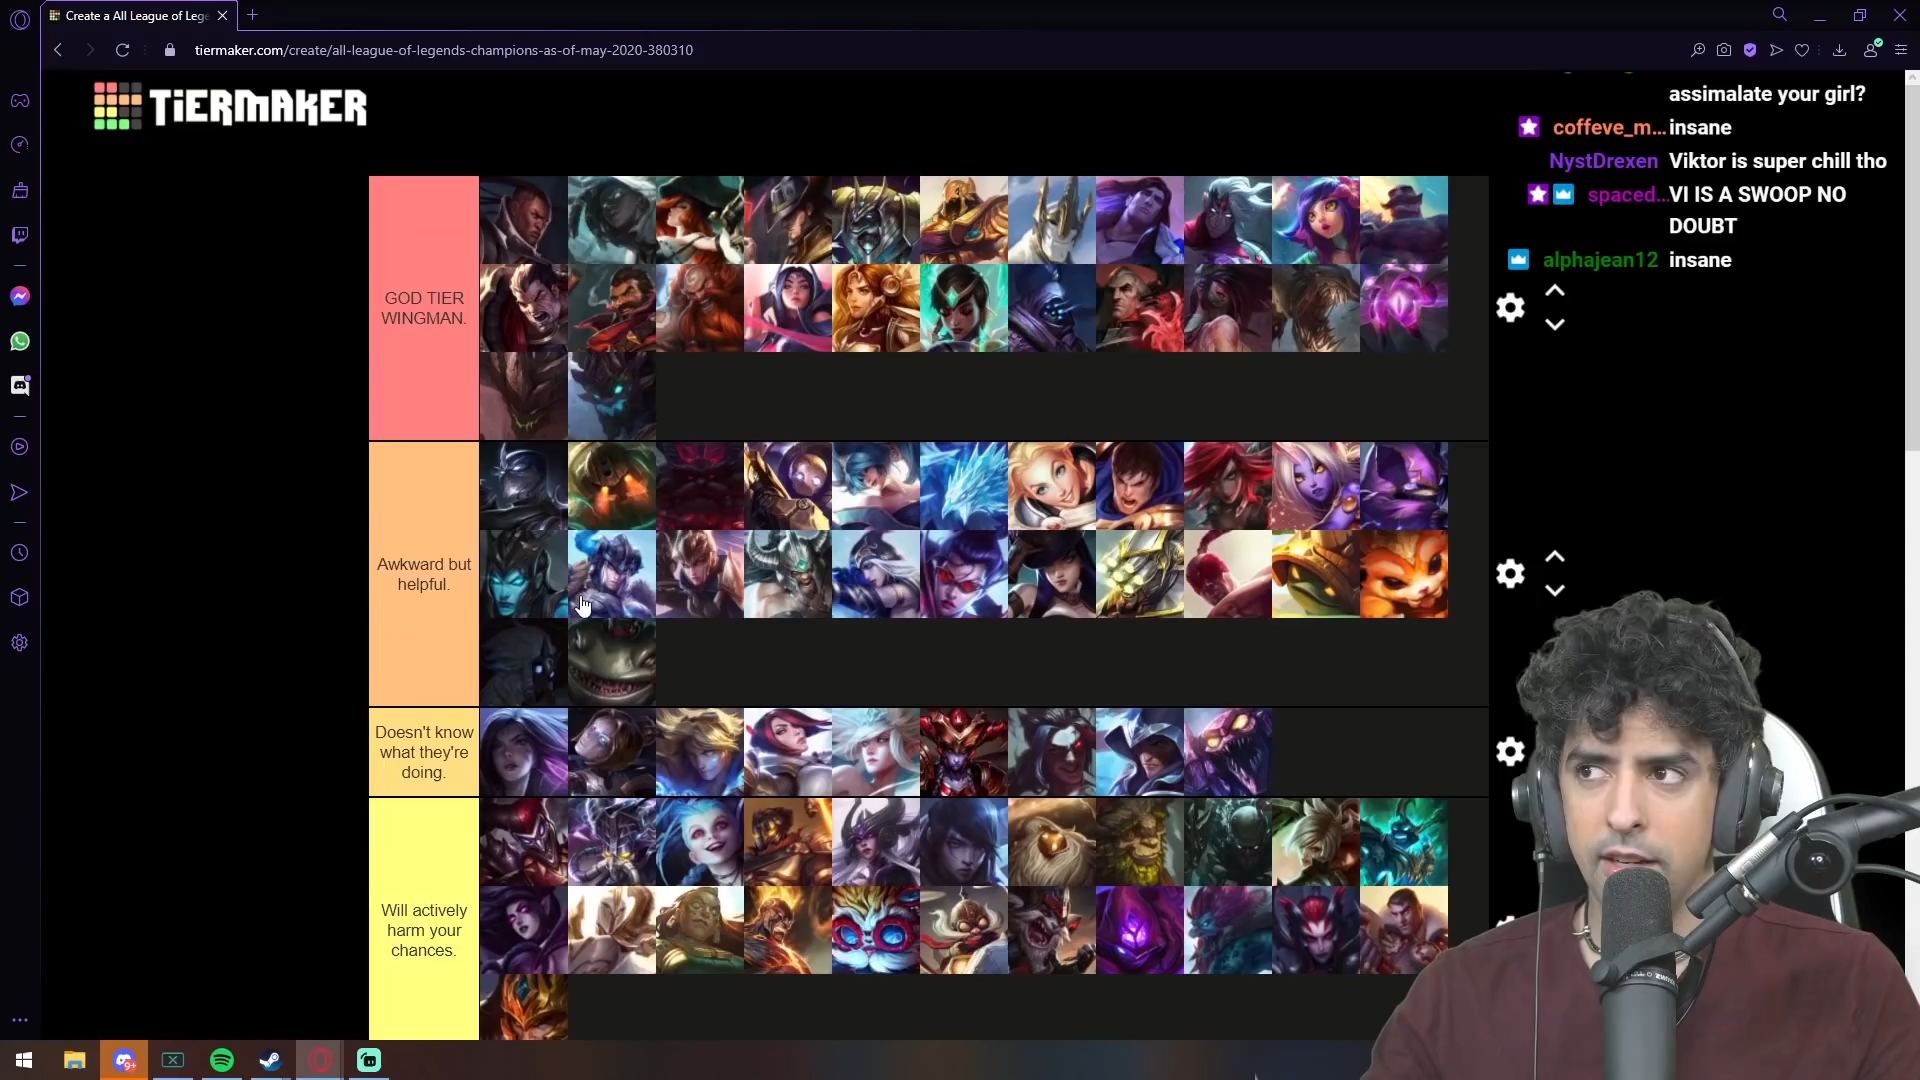 Create a All League of Lege
tiermaker.com/create/all-league-of-legends-champions-as-of-may-2020-380310
TiERMAKER
assimalate your girl?
coffeve_m... insane
NystDrexen Viktor is super chill tho
spaced... VI IS A SWOOP NO
DOUBT
alphajean12 insane
GOD TIER
WINGMAN.
Awkward but
helpful.
Doesn't know
what they're
doing.
Will actively
harm your
chances.
9+